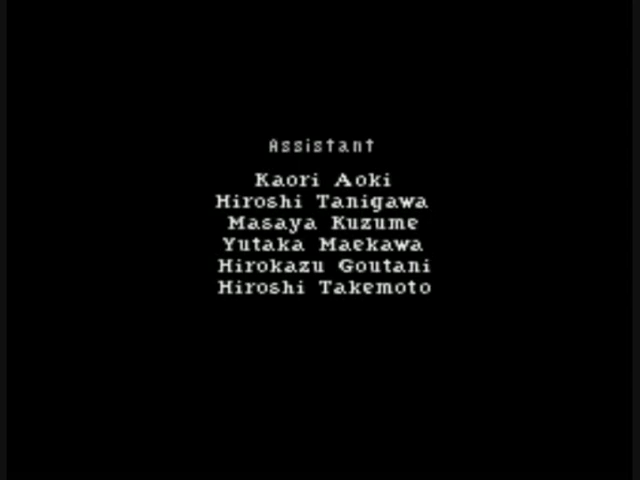 Assistant
Kaori Aoki
Hiroshi Tanigawa
Masaya Kuzume
Yutaka Maekawa
Hirokazu Goutani
Hiroshi Takemoto